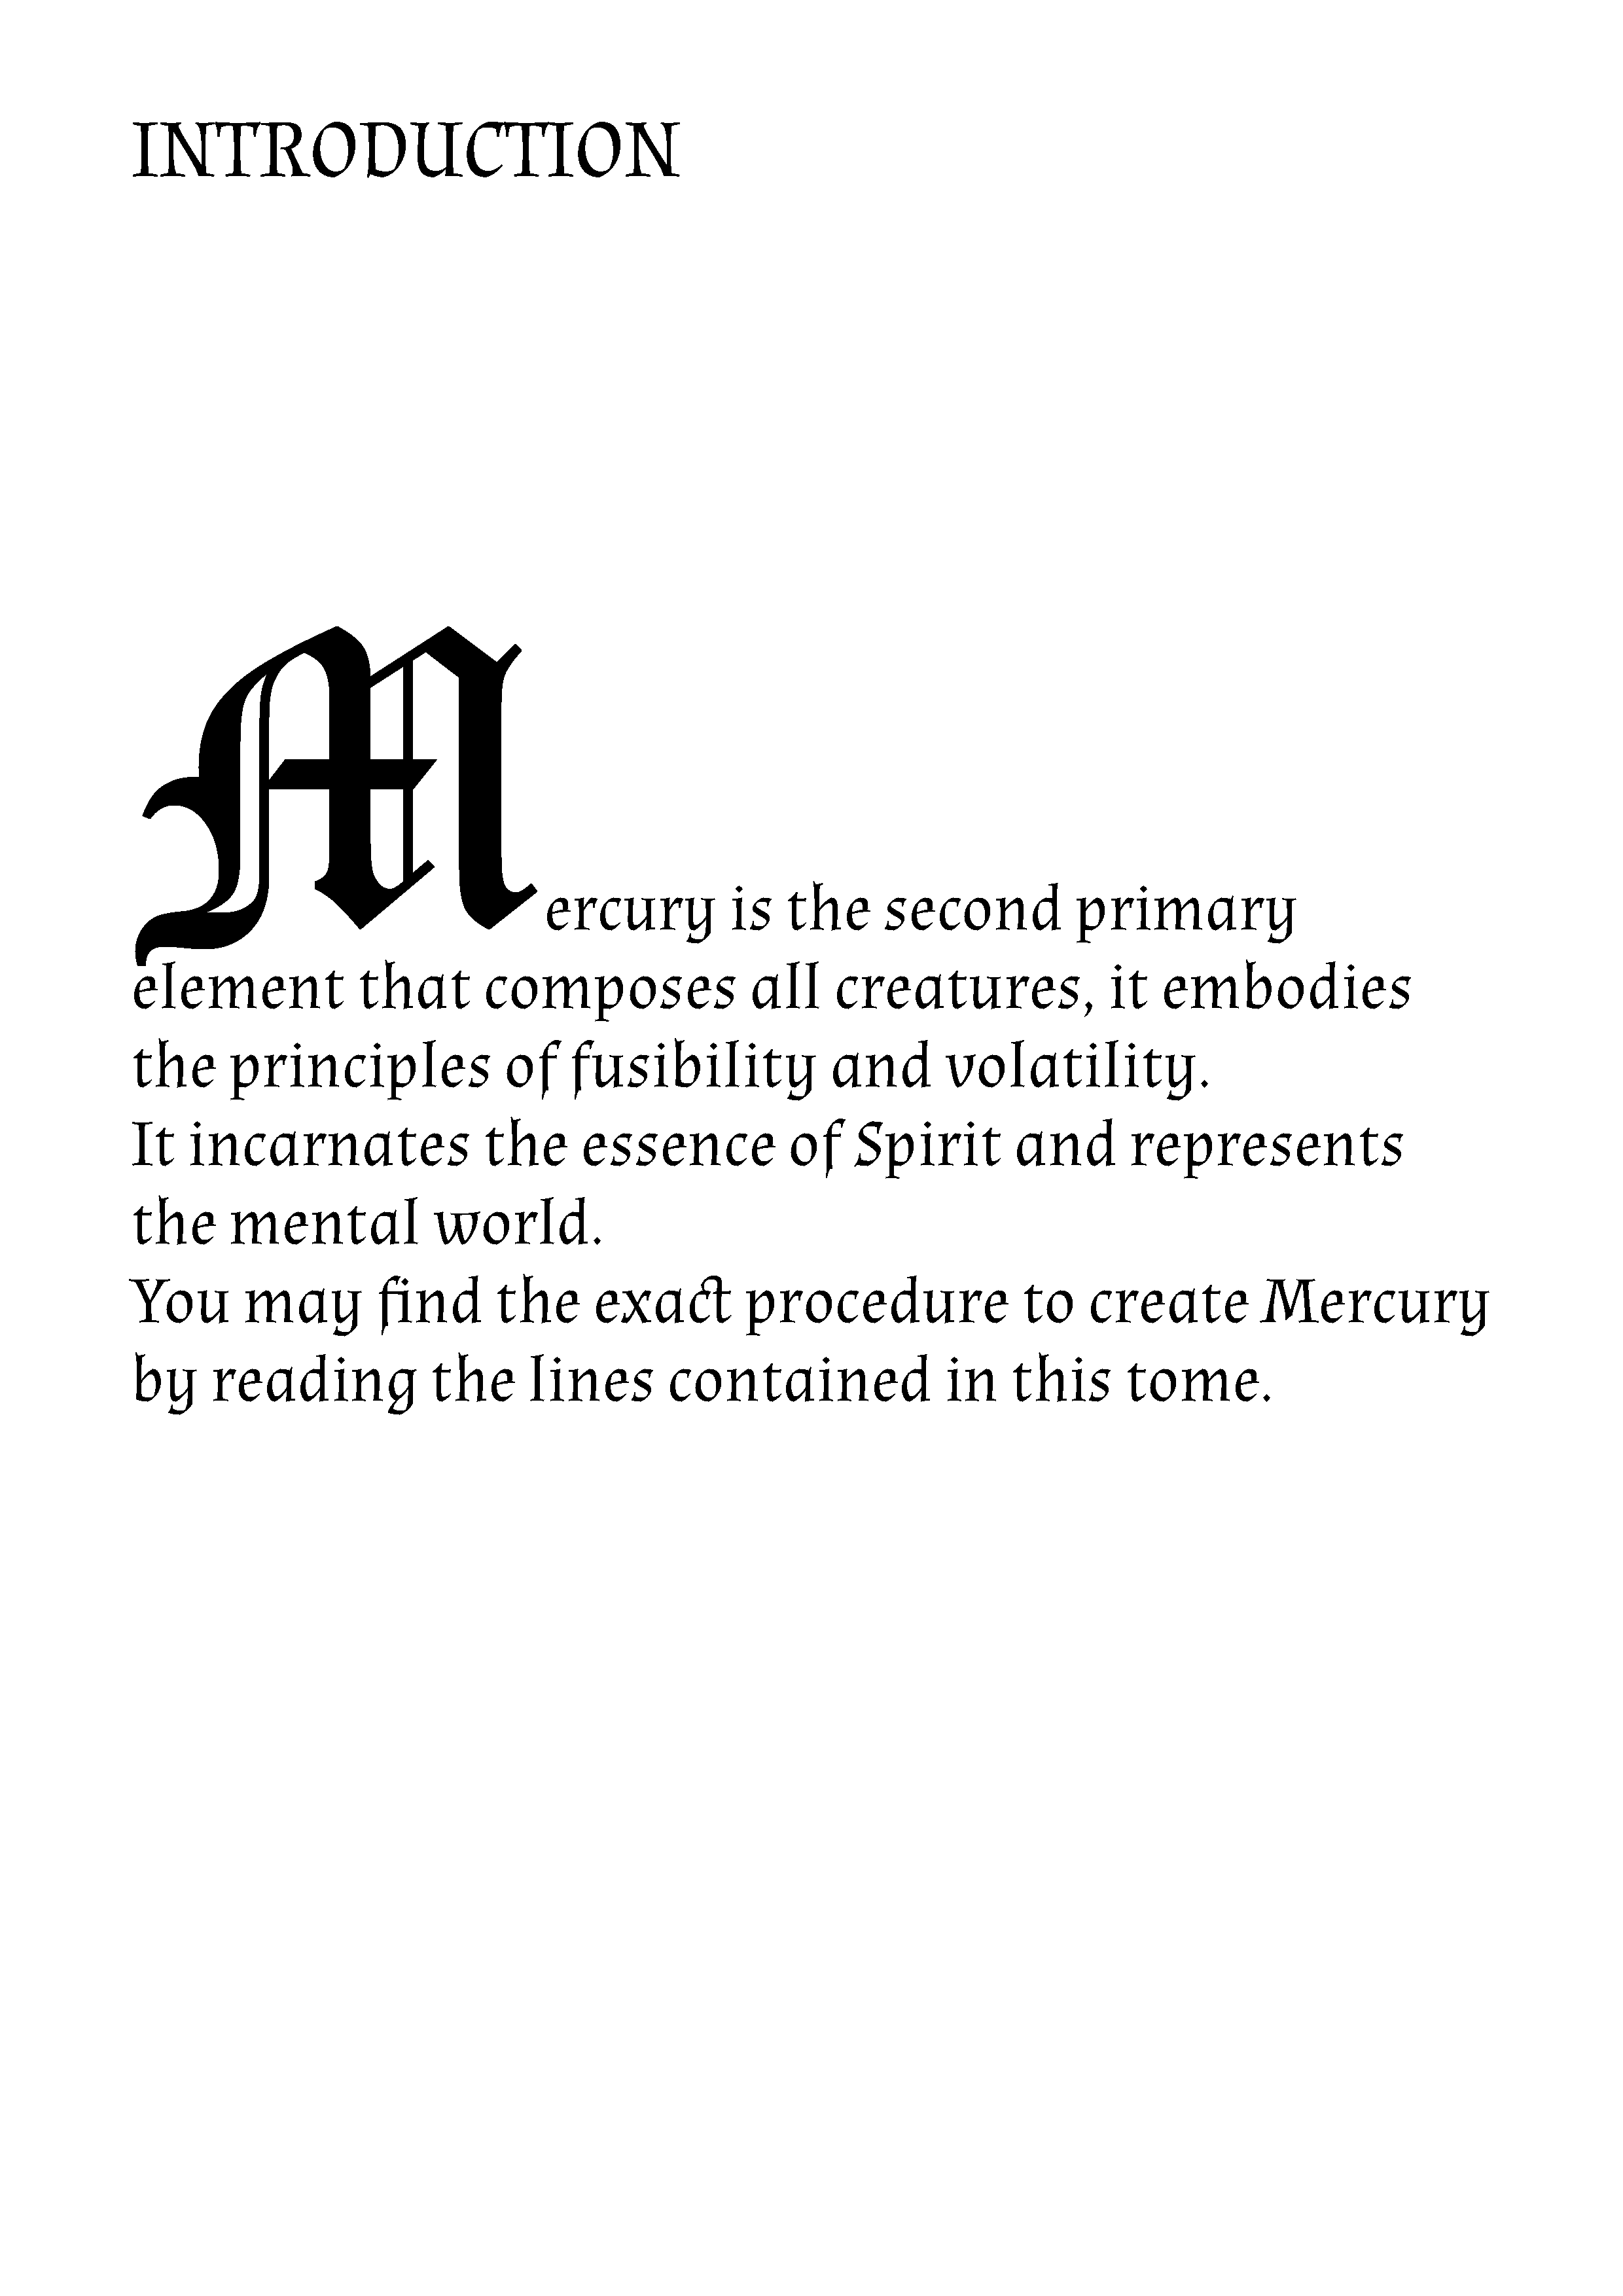 INTRODUCTION
Mercury is the second primary
element that composes all creatures, it embodies
the principles of fusibility and volatility.
It incarnates the essence of Spirit and represents
the mental world.
You may find the exact procedure to create Mercury
by reading the lines contained in this tome.